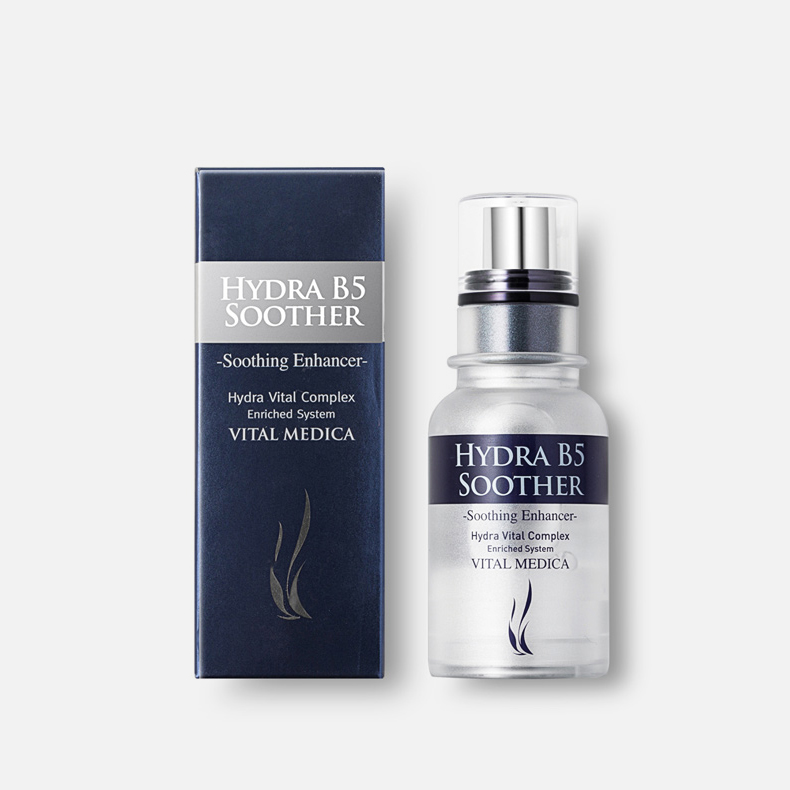 HYDRA B5
SOOTHER
-Soothing Enhancer-
Hydra Vital Complex
Enriched System
VITAL MEDICA
HYDRA B5
SOOTHER
-Soothing Enhancer-
Hydra Vital Complex
Enriched System
VITAL MEDICA